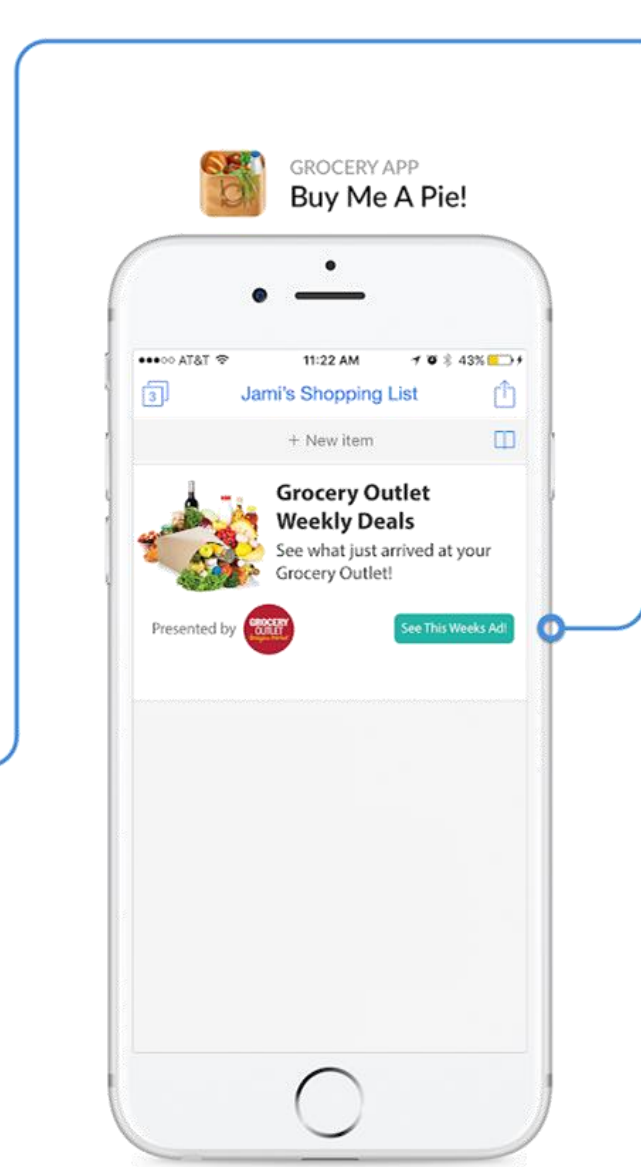 GROCERY APP
Buy Me A Pie!
AT&T 11:22 AM 43%
3 Jami's Shopping List
+ New item
Grocery Outlet
Weekly Deals
See what just arrived at your
Grocery Outlet!
Presented by GROCERY OUTLET See This Weeks Ad!